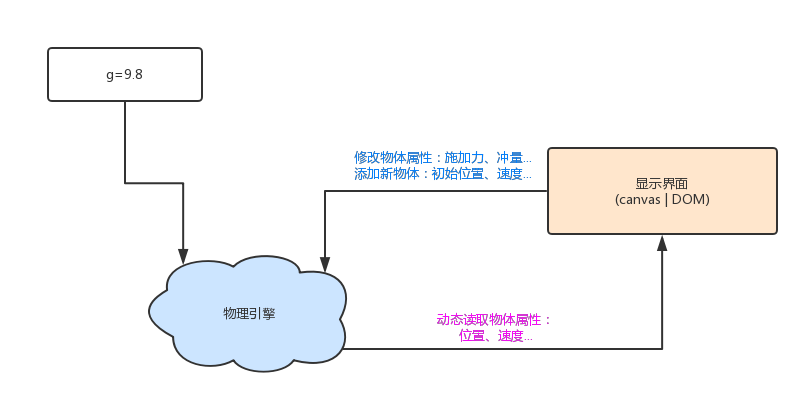 g=9.8
修改物体属性：施加力、冲量...
添加新物体：初始位置、速度...
显示界面
(canvas | DOM)
物理引擎
动态读取物体属性：
位置、速度...